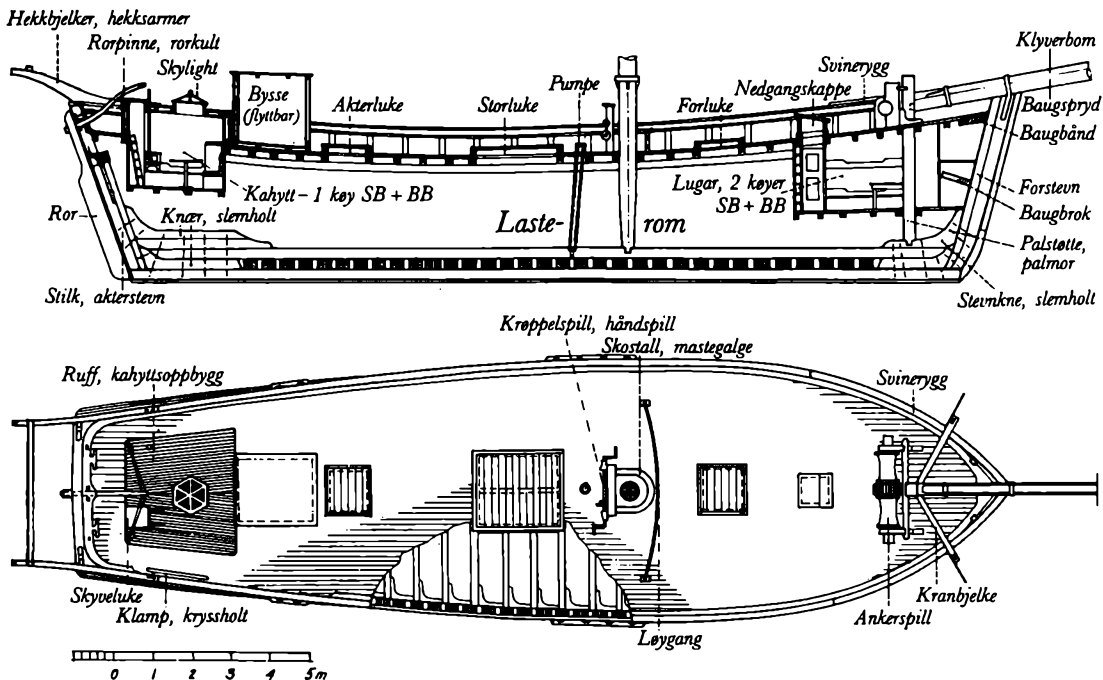 Hekkbjelker, hekksarmer
Rorpinne, rorkult
Skylight
Bysse
(flyttbar)
Akterluke
Storluke
Pumpe
Forluke
Nedgangskappe
Svinerygg
Klyverbom
Baugspryd
Baugbånd
Kahytt – 1 køy SB + BB
Lugar, 2 køyer
SB + BB
Forstevn
Baugbrok
Ror
Knær, slemholt
Laste-
rom
Palstøtte,
palmor
Stilk, akterstevn
Stevnkne, slemholt
Krøppelspill, håndspill
Skostall, mastegalge
Ruff, kahyttsoppbygg
Svinerygg
Skyveluke
Klamp, kryssholt
Kranbjelke
Ankerspill
Løygang
0 1 2 3 4 5 m